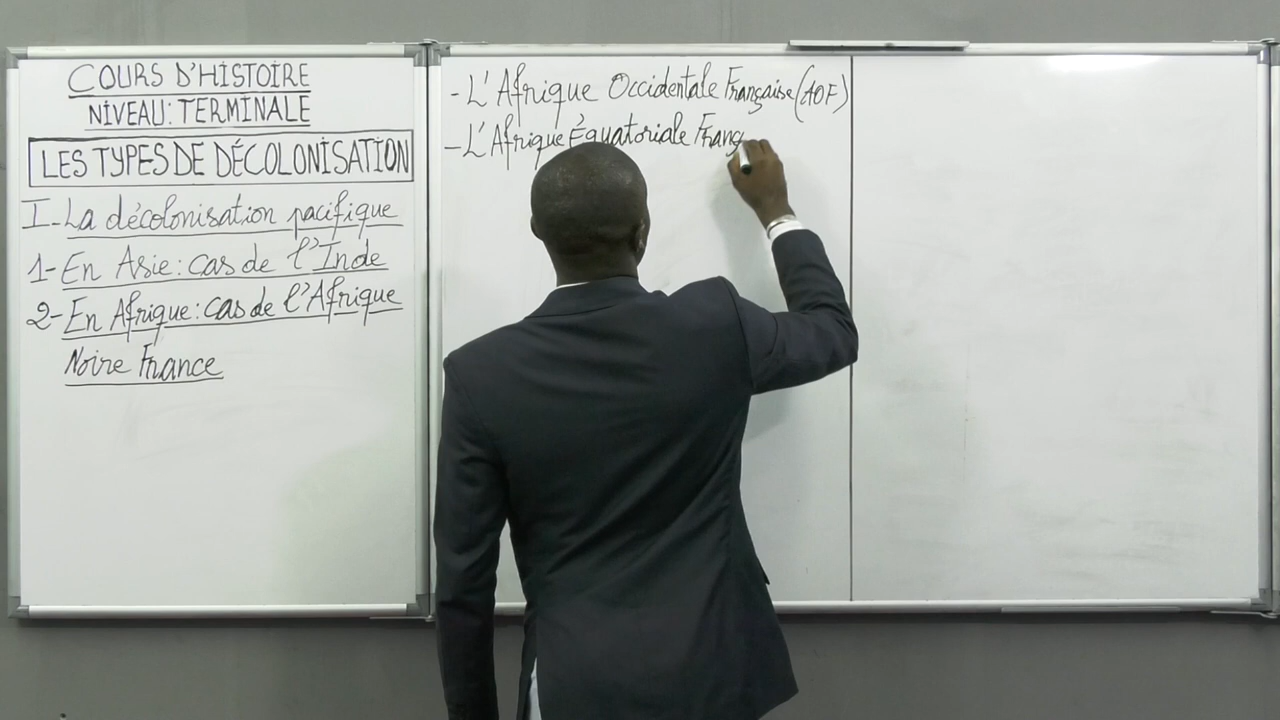 COURS D'HISTOIRE
NIVEAU: TERMINALE
LES TYPES DE DÉCOLONISATION
I- La décolonisation pacifique
1- En Asie: cas de l'Inde
2- En Afrique: cas de l'Afrique
Noire France
- L'Afrique Occidentale Française (AOF)
- L'Afrique Équatoriale Franç